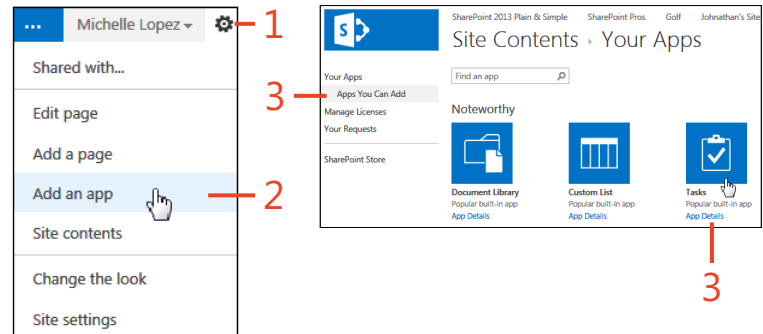 ... Michelle Lopez
1
Shared with...
Edit page
Add a page
Add an app
2
Site contents
Change the look
Site settings
S
SharePoint 2013 Plain & Simple SharePoint Pros Golf Johnathan's Site
Site Contents › Your Apps
Your Apps
Apps You Can Add
3
Manage Licenses
Your Requests
SharePoint Store
Find an app
Noteworthy
Document Library Custom List Tasks
Popular built-in app Popular built-in app Popular built-in app
App Details App Details App Details
3